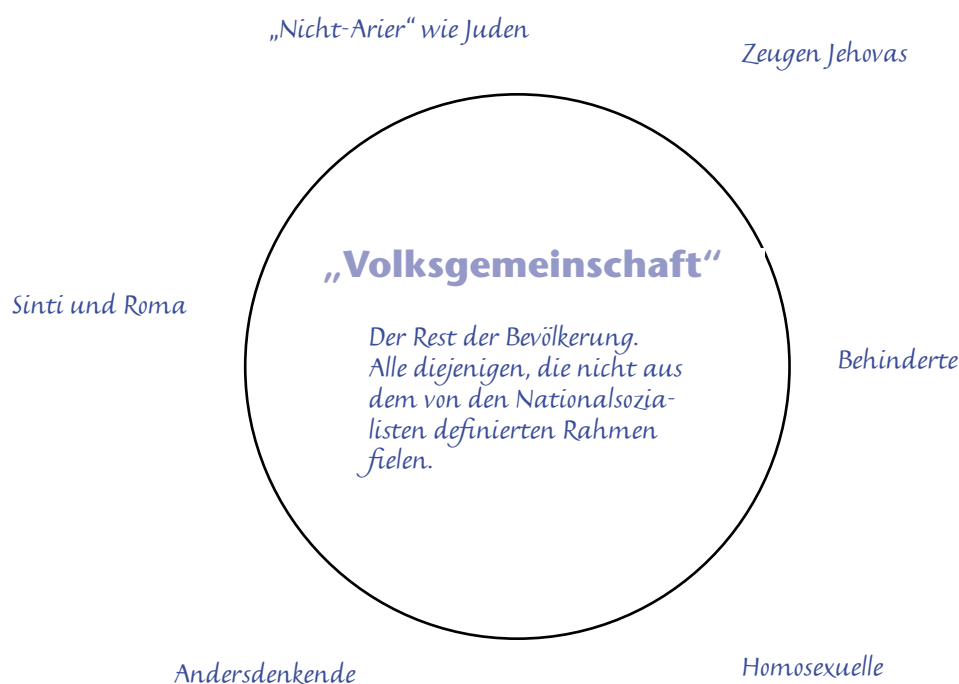 „Nicht-Arier“ wie Juden
Zeugen Jehovas
„Volksgemeinschaft“
Sinti und Roma
Der Rest der Bevölkerung.
Alle diejenigen, die nicht aus
dem von den Nationalsozia-
listen definierten Rahmen
fielen.
Behinderte
Andersdenkende
Homosexuelle